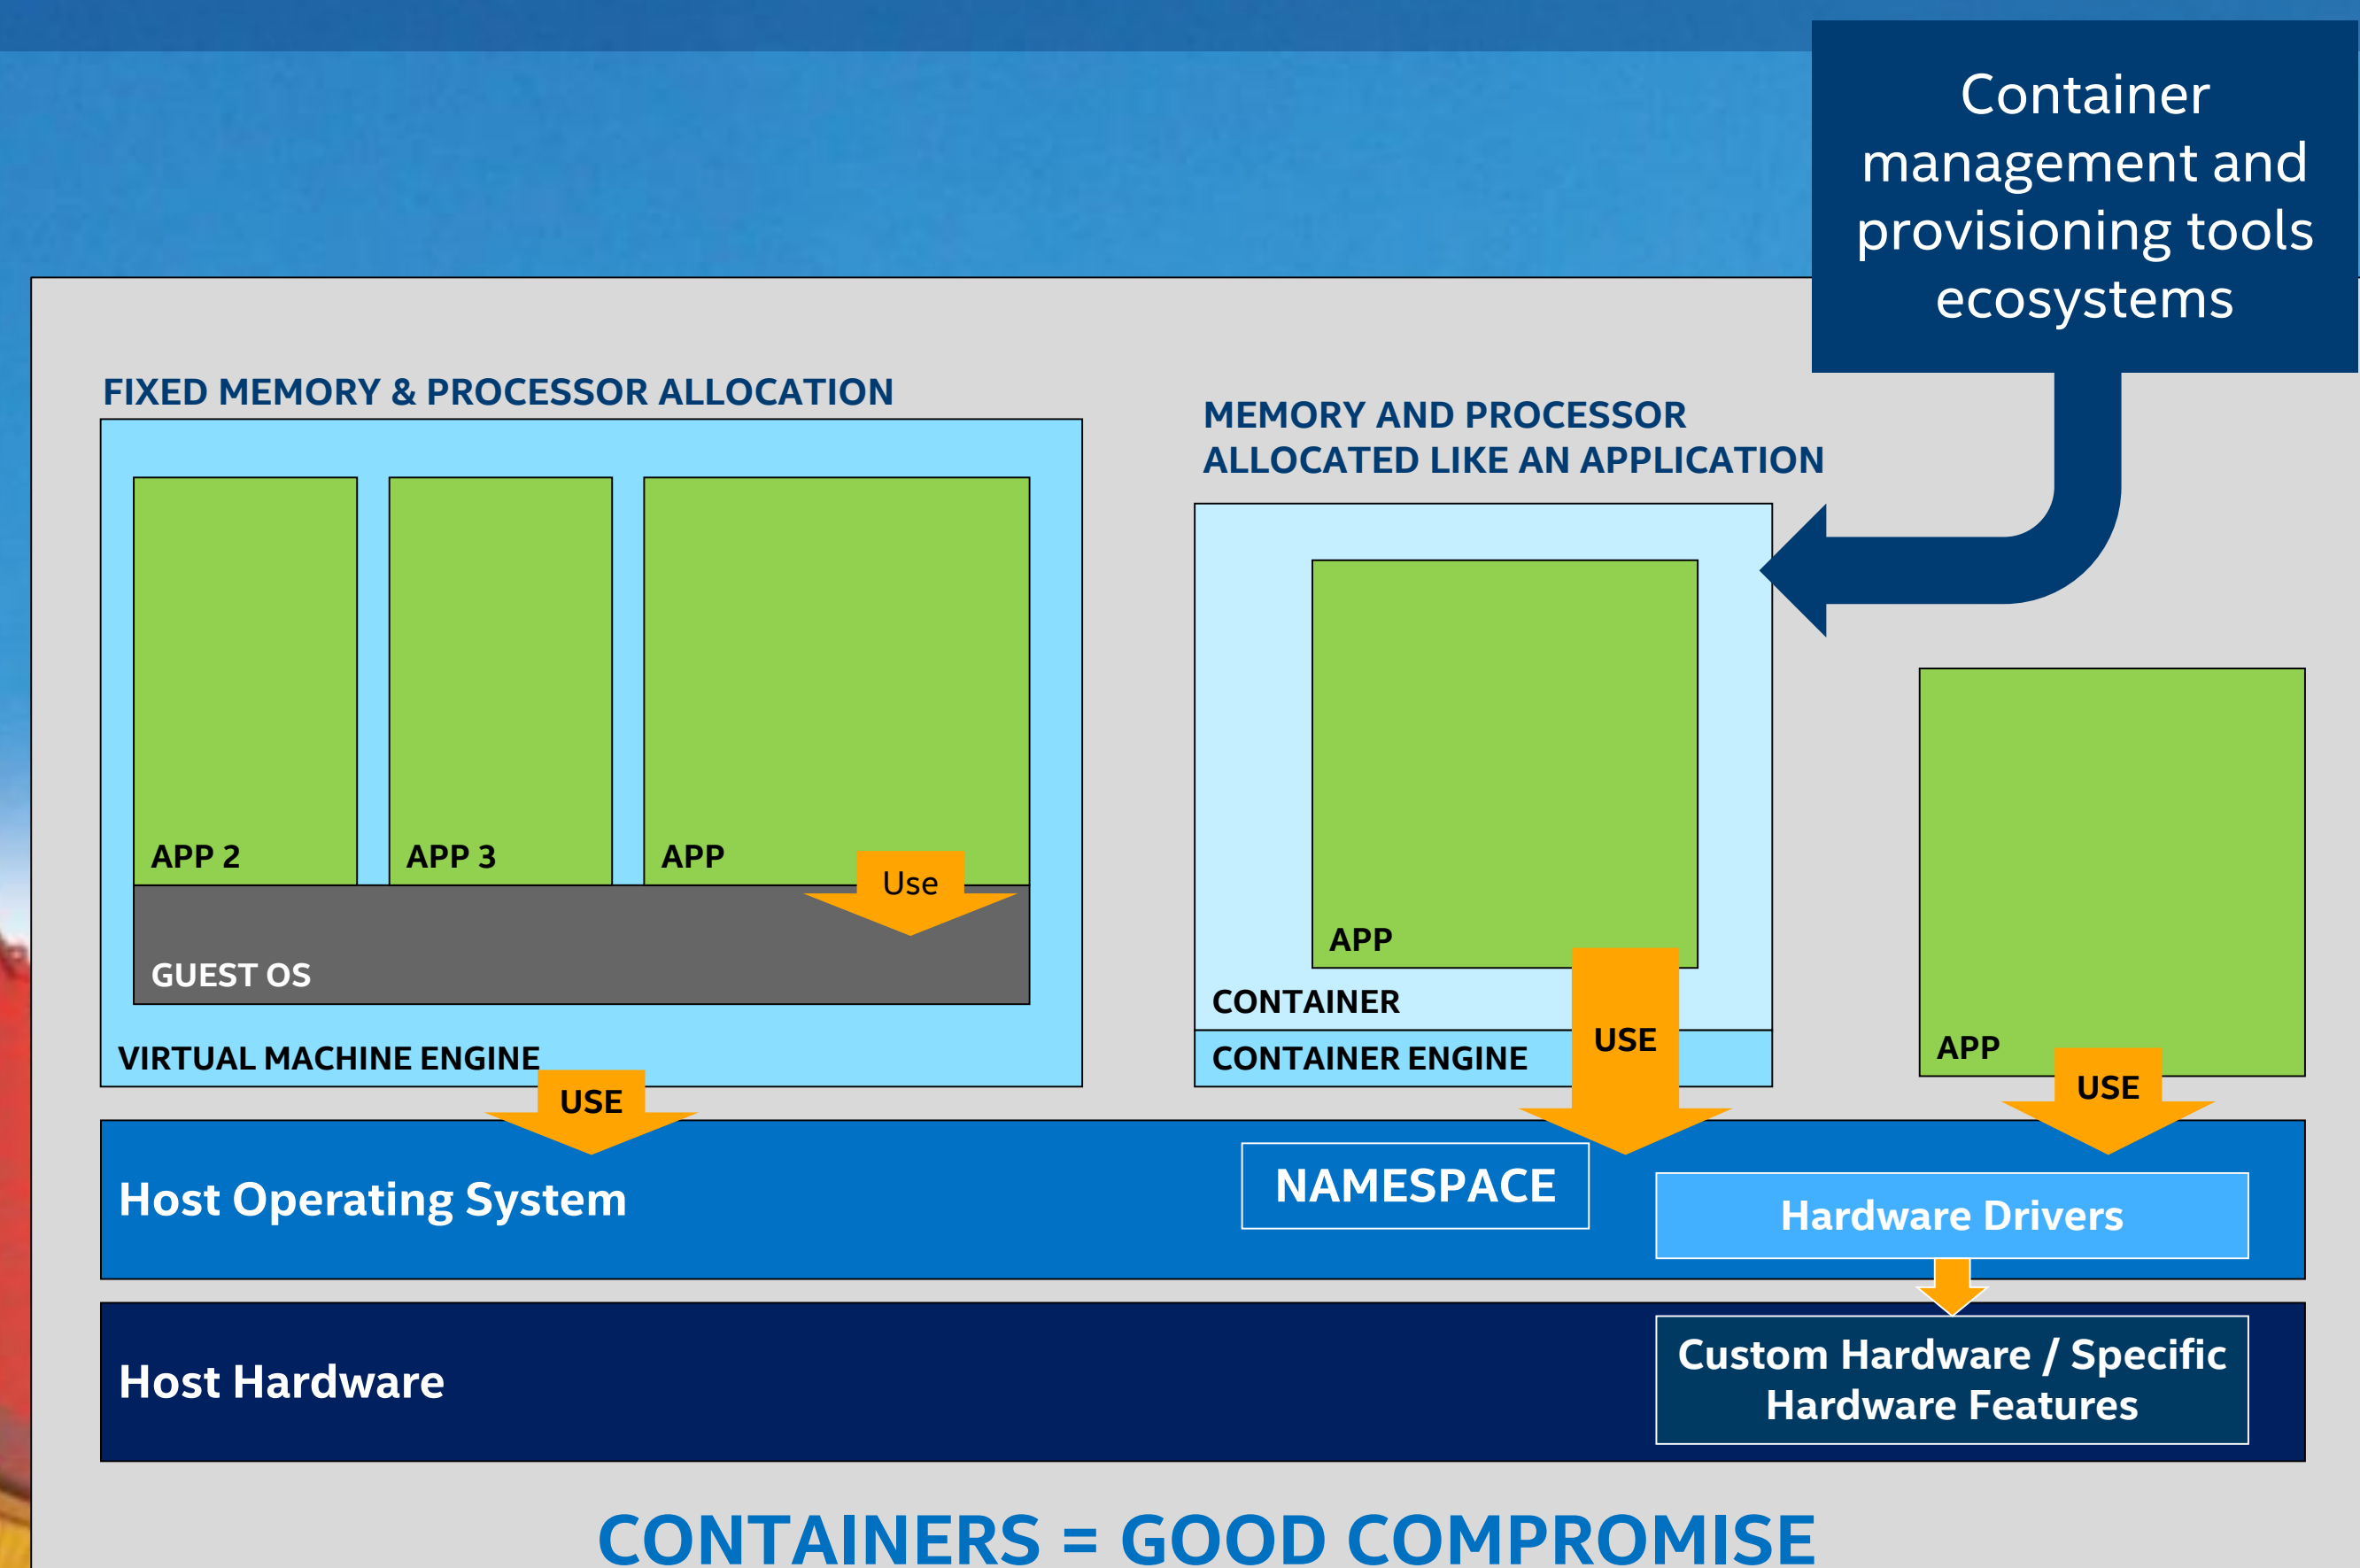 Container
management and
provisioning tools
ecosystems
FIXED MEMORY & PROCESSOR ALLOCATION
MEMORY AND PROCESSOR
ALLOCATED LIKE AN APPLICATION
APP 2
APP 3
APP
Use
GUEST OS
VIRTUAL MACHINE ENGINE
USE
APP
CONTAINER
CONTAINER ENGINE
USE
APP
USE
Host Operating System
NAMESPACE
Hardware Drivers
Host Hardware
Custom Hardware / Specific
Hardware Features
CONTAINERS = GOOD COMPROMISE